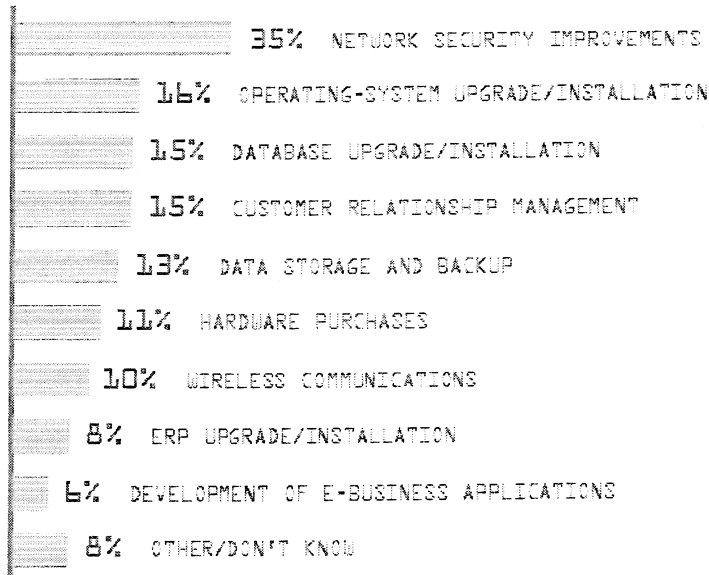 35% NETWORK SECURITY IMPROVEMENTS
16% OPERATING-SYSTEM UPGRADE/INSTALLATION
15% DATABASE UPGRADE/INSTALLATION
15% CUSTOMER RELATIONSHIP MANAGEMENT
13% DATA STORAGE AND BACKUP
11% HARDWARE PURCHASES
10% WIRELESS COMMUNICATIONS
8% ERP UPGRADE/INSTALLATION
6% DEVELOPMENT OF E-BUSINESS APPLICATIONS
8% OTHER/DON'T KNOW